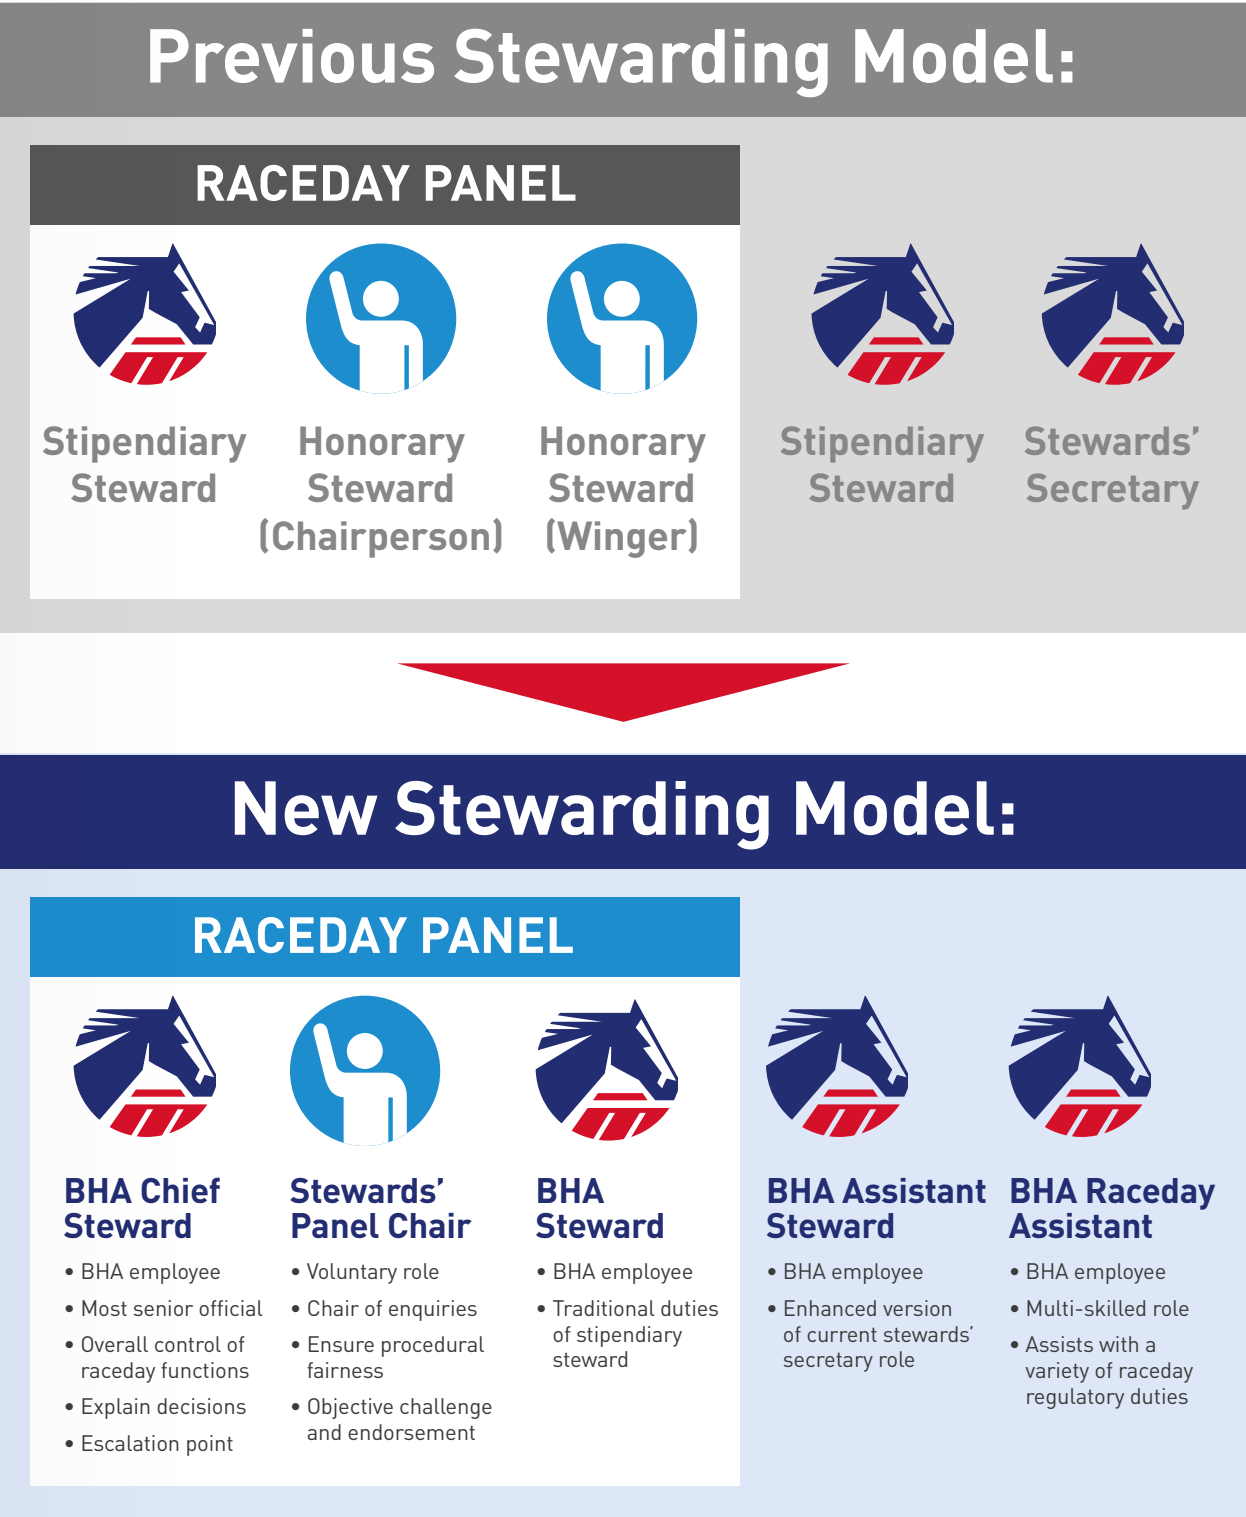 Previous Stewarding Model:
RACEDAY PANEL
Stipendiary
Steward
Honorary
Steward
(Chairperson)
Honorary
Steward
(Winger)
Stipendiary
Steward
Stewards’
Secretary
New Stewarding Model:
RACEDAY PANEL
BHA Chief
Steward
• BHA employee
• Most senior official
• Overall control of
raceday functions
• Explain decisions
• Escalation point
Stewards’
Panel Chair
• Voluntary role
• Chair of enquiries
• Ensure procedural
fairness
• Objective challenge
and endorsement
BHA
Steward
• BHA employee
• Traditional duties
of stipendiary
steward
BHA Assistant
Steward
• BHA employee
• Enhanced version
of current stewards’
secretary role
BHA Raceday
Assistant
• BHA employee
• Multi-skilled role
• Assists with a
variety of raceday
regulatory duties